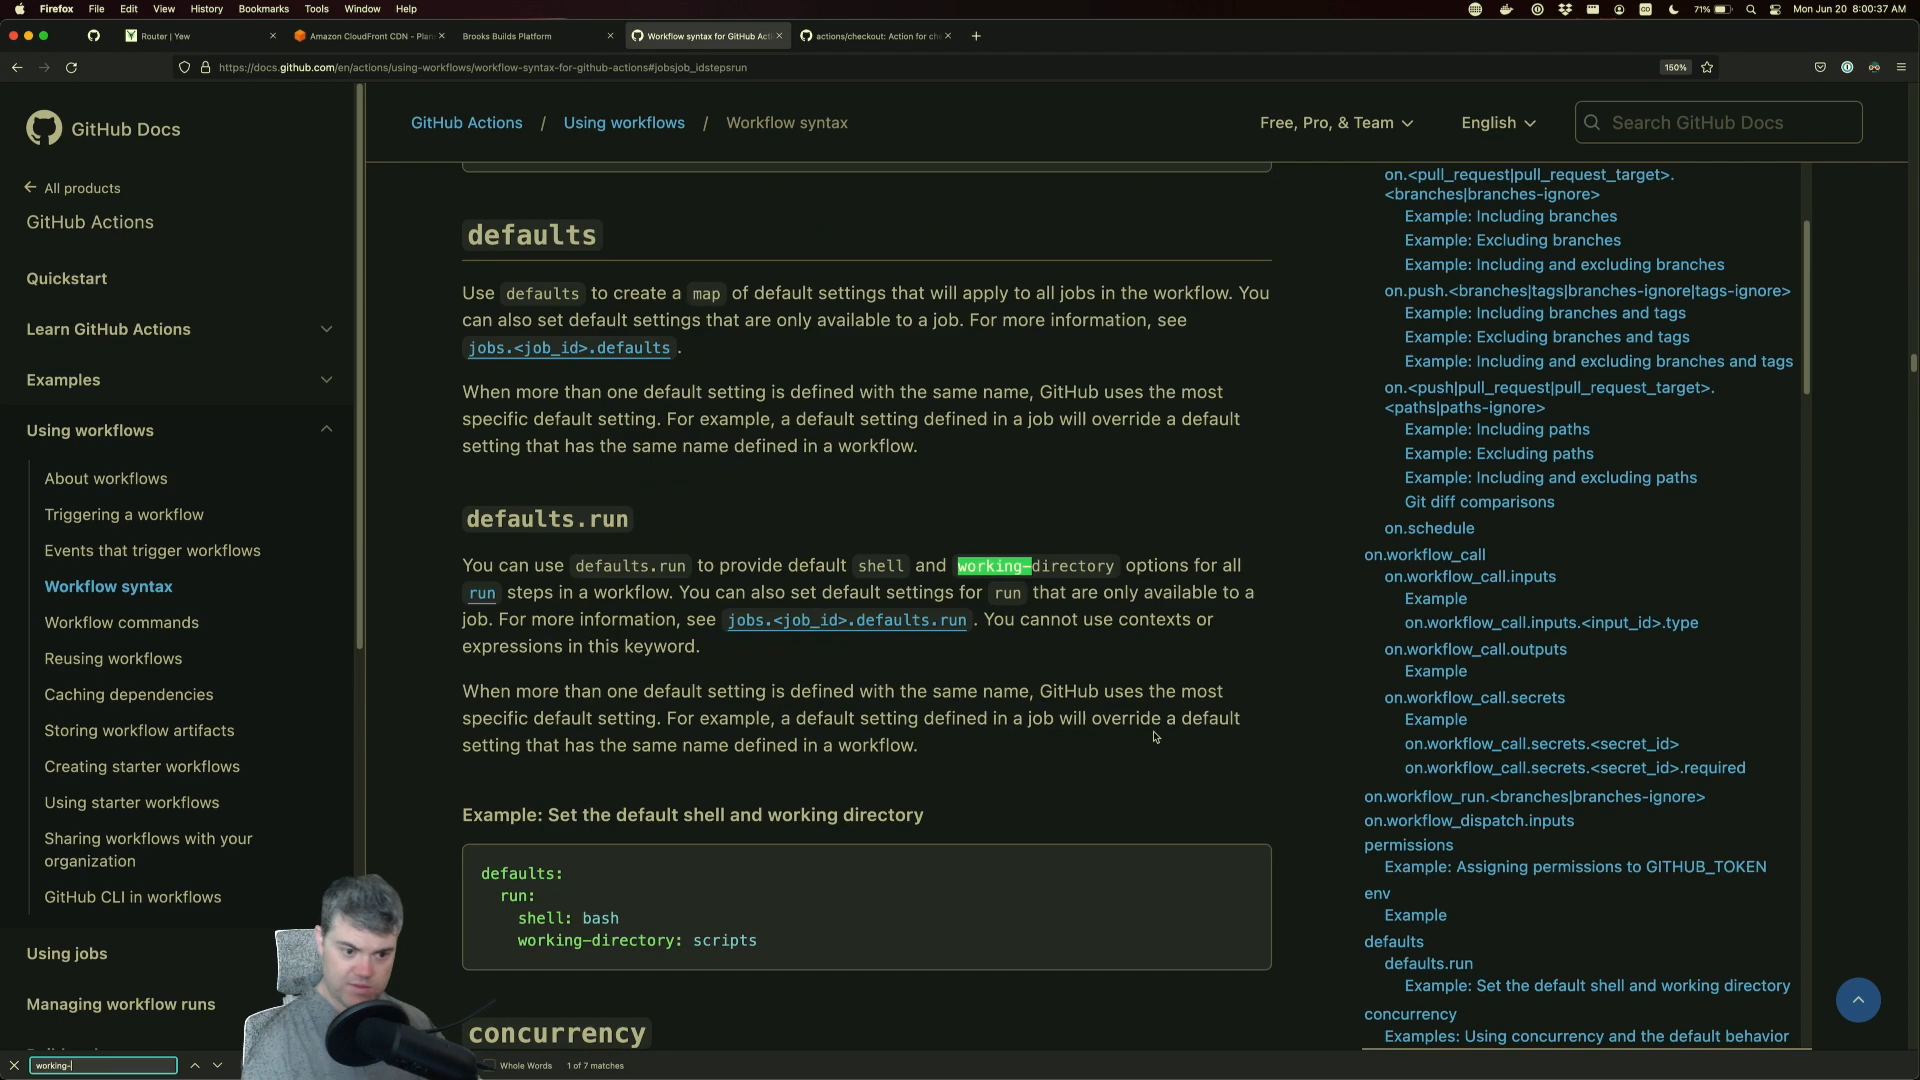 Firefox File Edit View History Bookmarks Tools Window Help
71% Mon Jun 20 8:00:37 AM
Router | Yew
Amazon CloudFront CDN - Plan
Brooks Builds Platform
Workflow syntax for GitHub Acti
actions/checkout: Action for che
https://docs.github.com/en/actions/using-workflows/workflow-syntax-for-github-actions#jobsjob_idstepsrun
150%
GitHub Docs
GitHub Actions / Using workflows / Workflow syntax
Free, Pro, & Team
English
Search GitHub Docs
All products
GitHub Actions
Quickstart
Learn GitHub Actions
Examples
Using workflows
About workflows
Triggering a workflow
Events that trigger workflows
Workflow syntax
Workflow commands
Reusing workflows
Caching dependencies
Storing workflow artifacts
Creating starter workflows
Using starter workflows
Sharing workflows with your
organization
GitHub CLI in workflows
Using jobs
Managing workflow runs
defaults
Use defaults to create a map of default settings that will apply to all jobs in the workflow. You
can also set default settings that are only available to a job. For more information, see
jobs.<job_id>.defaults .
When more than one default setting is defined with the same name, GitHub uses the most
specific default setting. For example, a default setting defined in a job will override a default
setting that has the same name defined in a workflow.
defaults.run
You can use defaults.run to provide default shell and working-directory options for all
run steps in a workflow. You can also set default settings for run that are only available to a
job. For more information, see jobs.<job_id>.defaults.run . You cannot use contexts or
expressions in this keyword.
When more than one default setting is defined with the same name, GitHub uses the most
specific default setting. For example, a default setting defined in a job will override a default
setting that has the same name defined in a workflow.
Example: Set the default shell and working directory
defaults:
run:
shell: bash
working-directory: scripts
concurrency
on.<pull_request|pull_request_target>.
<branches|branches-ignore>
Example: Including branches
Example: Excluding branches
Example: Including and excluding branches
on.push.<branches|tags|branches-ignore|tags-ignore>
Example: Including branches and tags
Example: Excluding branches and tags
Example: Including and excluding branches and tags
on.<push|pull_request|pull_request_target>.
<paths|paths-ignore>
Example: Including paths
Example: Excluding paths
Example: Including and excluding paths
Git diff comparisons
on.schedule
on.workflow_call
on.workflow_call.inputs
Example
on.workflow_call.inputs.<input_id>.type
on.workflow_call.outputs
Example
on.workflow_call.secrets
Example
on.workflow_call.secrets.<secret_id>
on.workflow_call.secrets.<secret_id>.required
on.workflow_run.<branches|branches-ignore>
on.workflow_dispatch.inputs
permissions
Example: Assigning permissions to GITHUB_TOKEN
env
Example
defaults
defaults.run
Example: Set the default shell and working directory
concurrency
Examples: Using concurrency and the default behavior
working-
Whole Words
1 of 7 matches